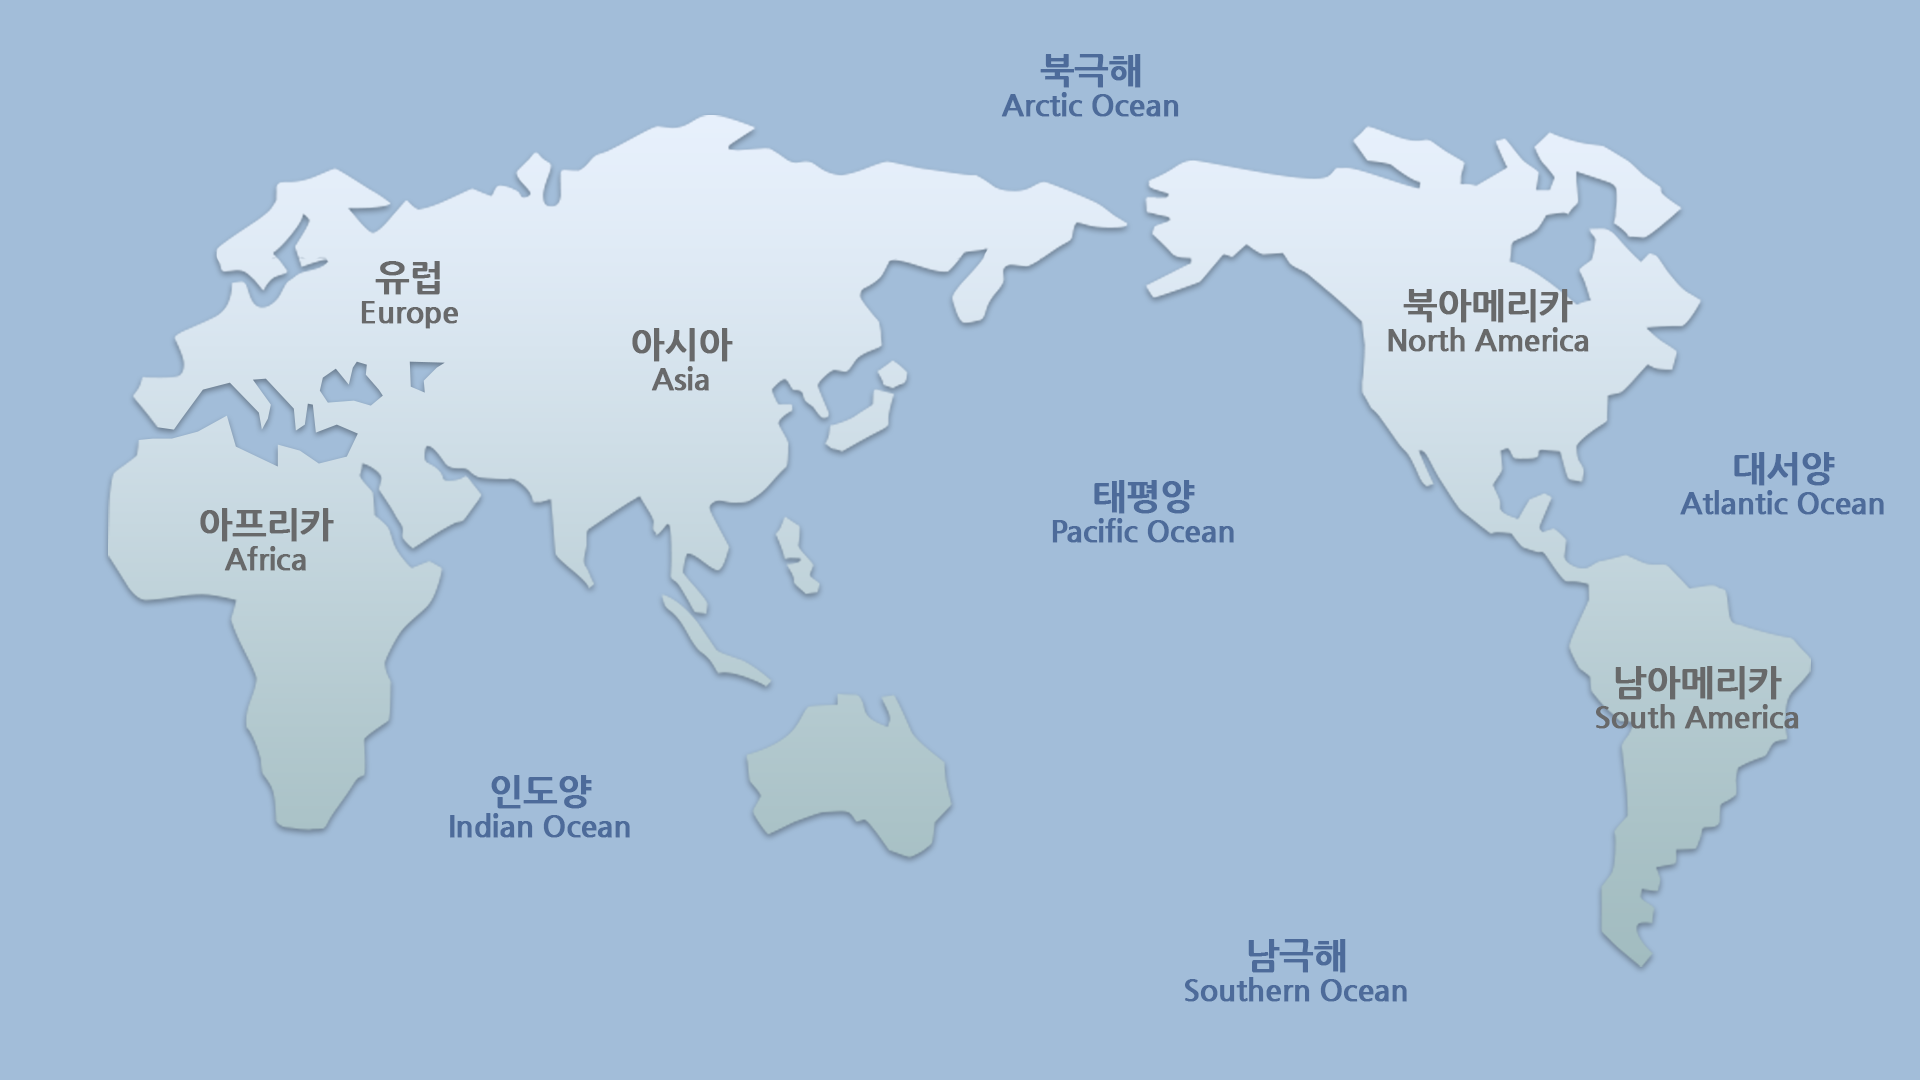 북극해
Arctic Ocean
유럽
Europe
아시아
Asia
북아메리카
North America
대서양
Atlantic Ocean
태평양
Pacific Ocean
아프리카
Africa
남아메리카
South America
인도양
Indian Ocean
남극해
Southern Ocean